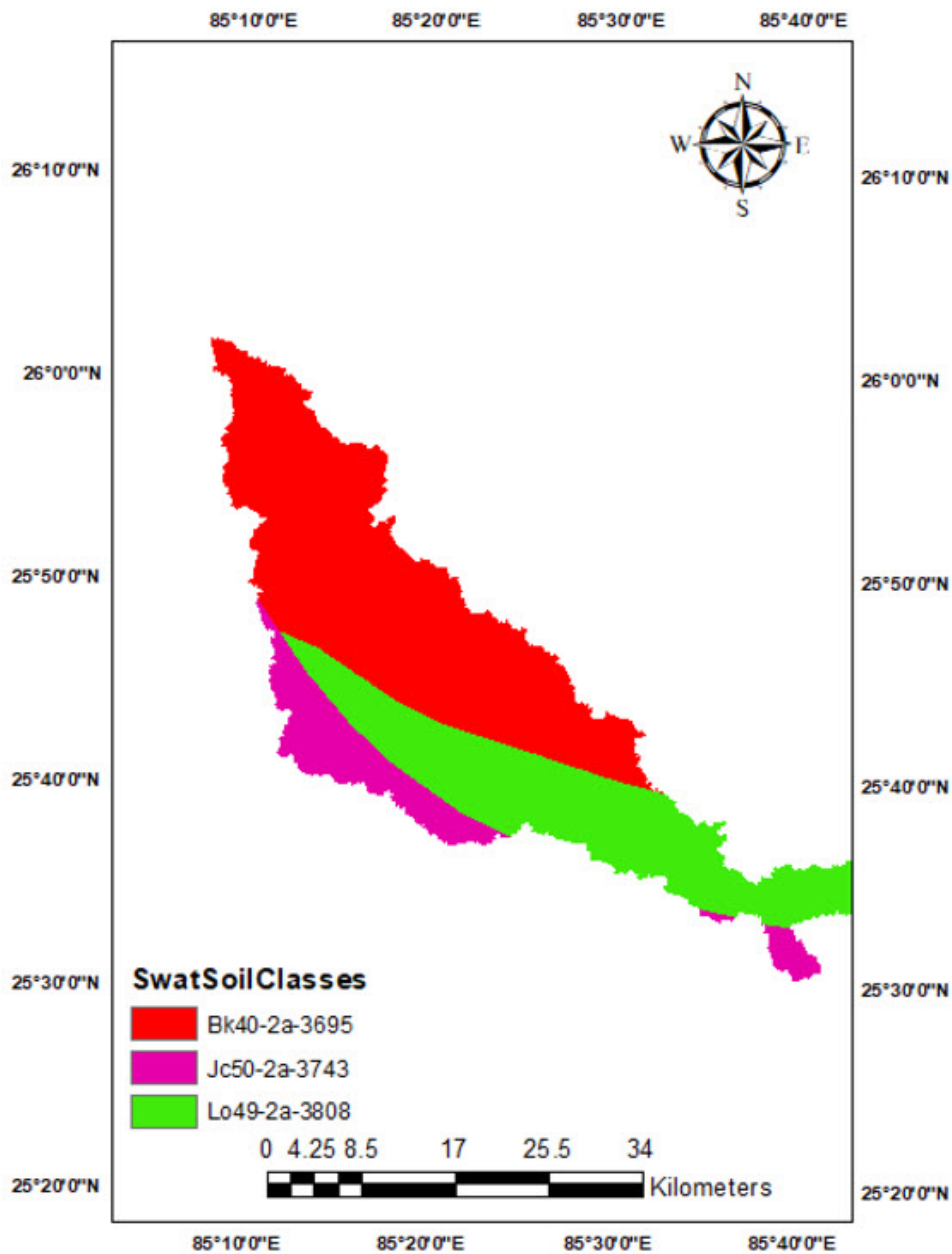 85°10'0"E 85°20'0"E 85°30'0"E 85°40'0"E
N
W E
S
26°10'0"N 26°10'0"N
26°0'0"N 26°0'0"N
25°50'0"N 25°50'0"N
25°40'0"N 25°40'0"N
25°30'0"N 25°30'0"N
SwatSoilClasses
Bk40-2a-3695
Jc50-2a-3743
Lo49-2a-3808
0 4.25 8.5 17 25.5 34
Kilometers
25°20'0"N 25°20'0"N
85°10'0"E 85°20'0"E 85°30'0"E 85°40'0"E